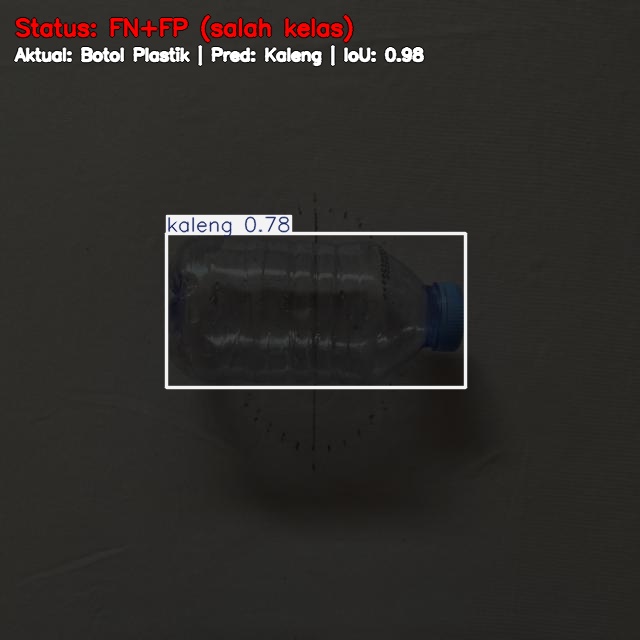 Status: FN+FP (salah kelas)
Aktual: Botol Plastik | Pred: Kaleng | IoU: 0.98
kaleng 0.78